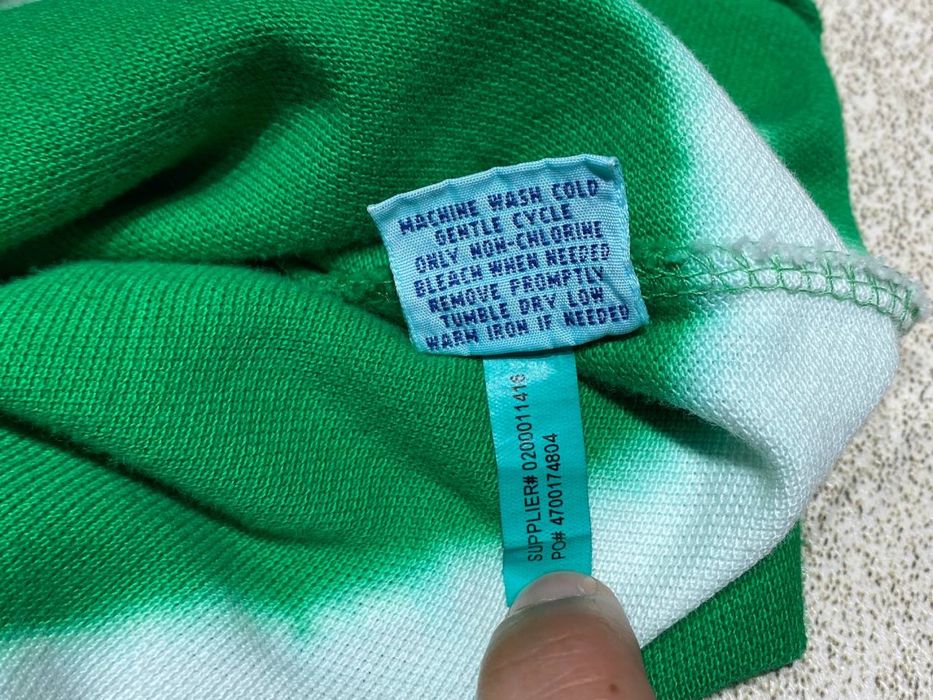 MACHINE WASH COLD
GENTLE CYCLE
ONLY NON-CHLORINE
BLEACH WHEN NEEDED
REMOVE PROMPTLY
TUMBLE DRY LOW
WARM IRON IF NEEDED
SUPPLIER# 0200011416
PO# 4700174804